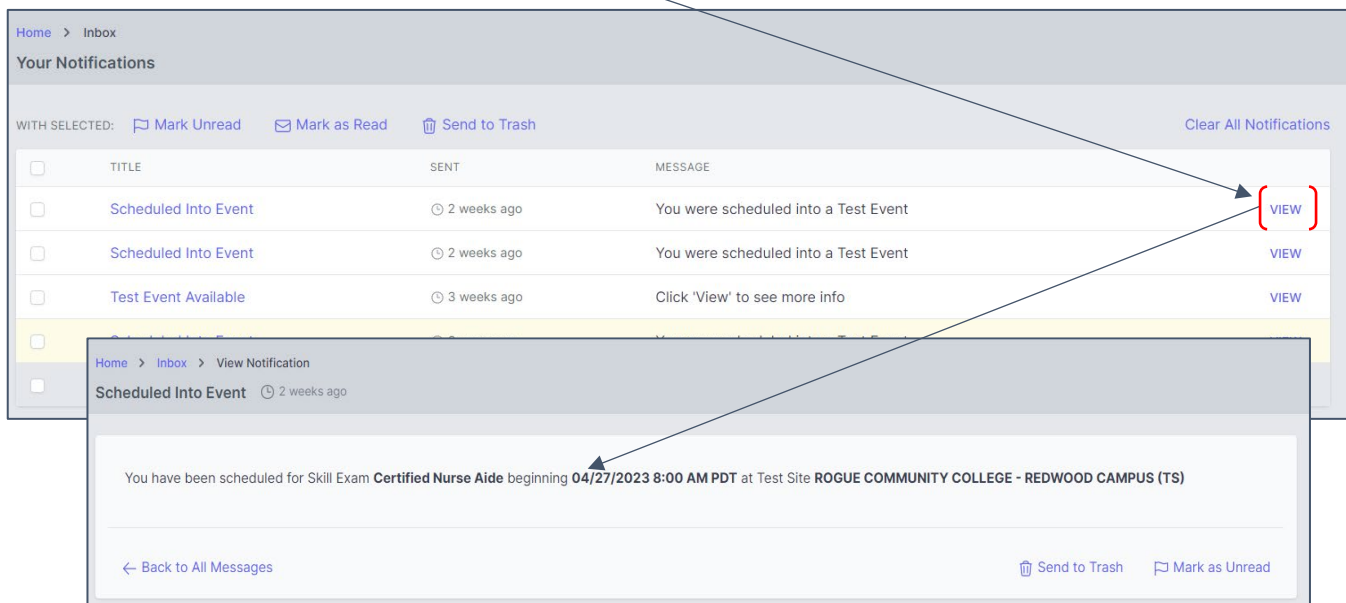 Home > Inbox
Your Notifications
WITH SELECTED: Mark Unread Mark as Read Send to Trash Clear All Notifications
TITLE SENT MESSAGE
Scheduled Into Event 2 weeks ago You were scheduled into a Test Event VIEW
Scheduled Into Event 2 weeks ago You were scheduled into a Test Event VIEW
Test Event Available 3 weeks ago Click 'View' to see more info VIEW
Home > Inbox > View Notification
Scheduled Into Event 2 weeks ago
You have been scheduled for Skill Exam Certified Nurse Aide beginning 04/27/2023 8:00 AM PDT at Test Site ROGUE COMMUNITY COLLEGE - REDWOOD CAMPUS (TS)
← Back to All Messages Send to Trash Mark as Unread